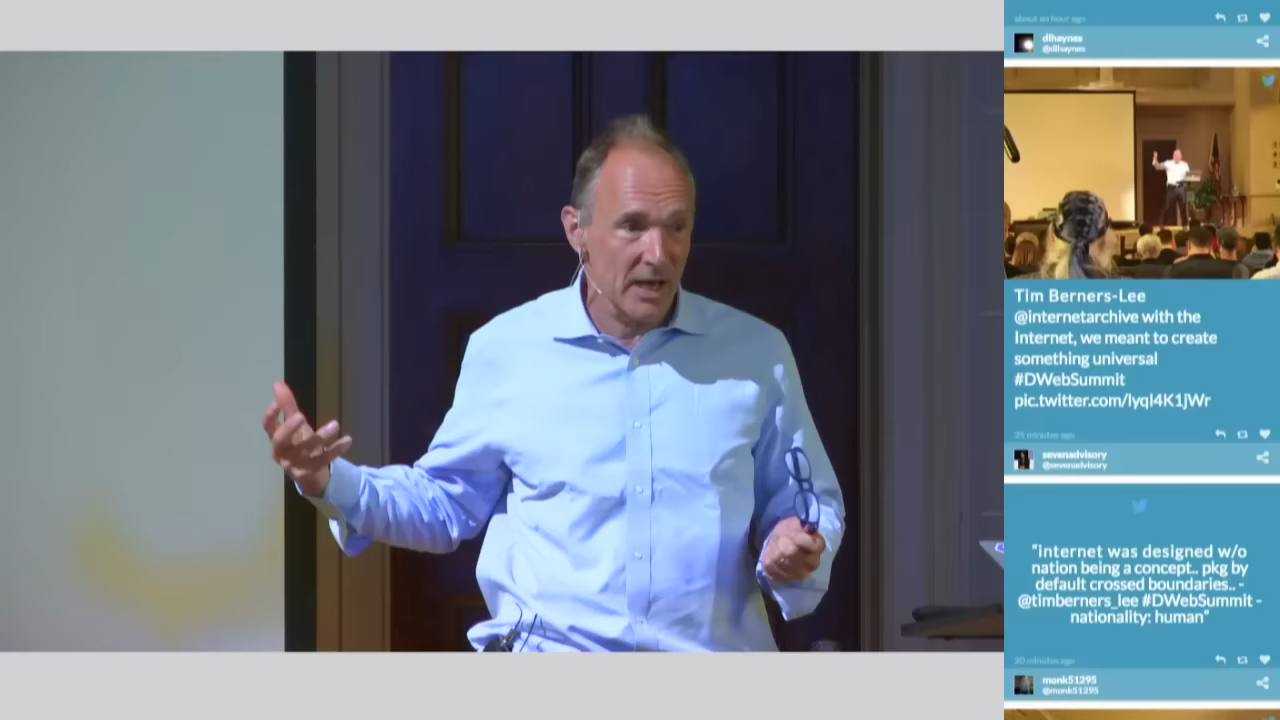 about an hour ago
dlhaynes
@dlhaynes
Tim Berners-Lee
@internetarchive with the
Internet, we meant to create
something universal
#DWebSummit
pic.twitter.com/lyql4K1jWr
25 minutes ago
sevenadvisory
@sevenadvisory
"Internet was designed w/o
nation being a concept.. pkg by
default crossed boundaries.. -
@timberners_lee #DWebSummit -
nationality: human"
30 minutes ago
monk51295
@monk51295